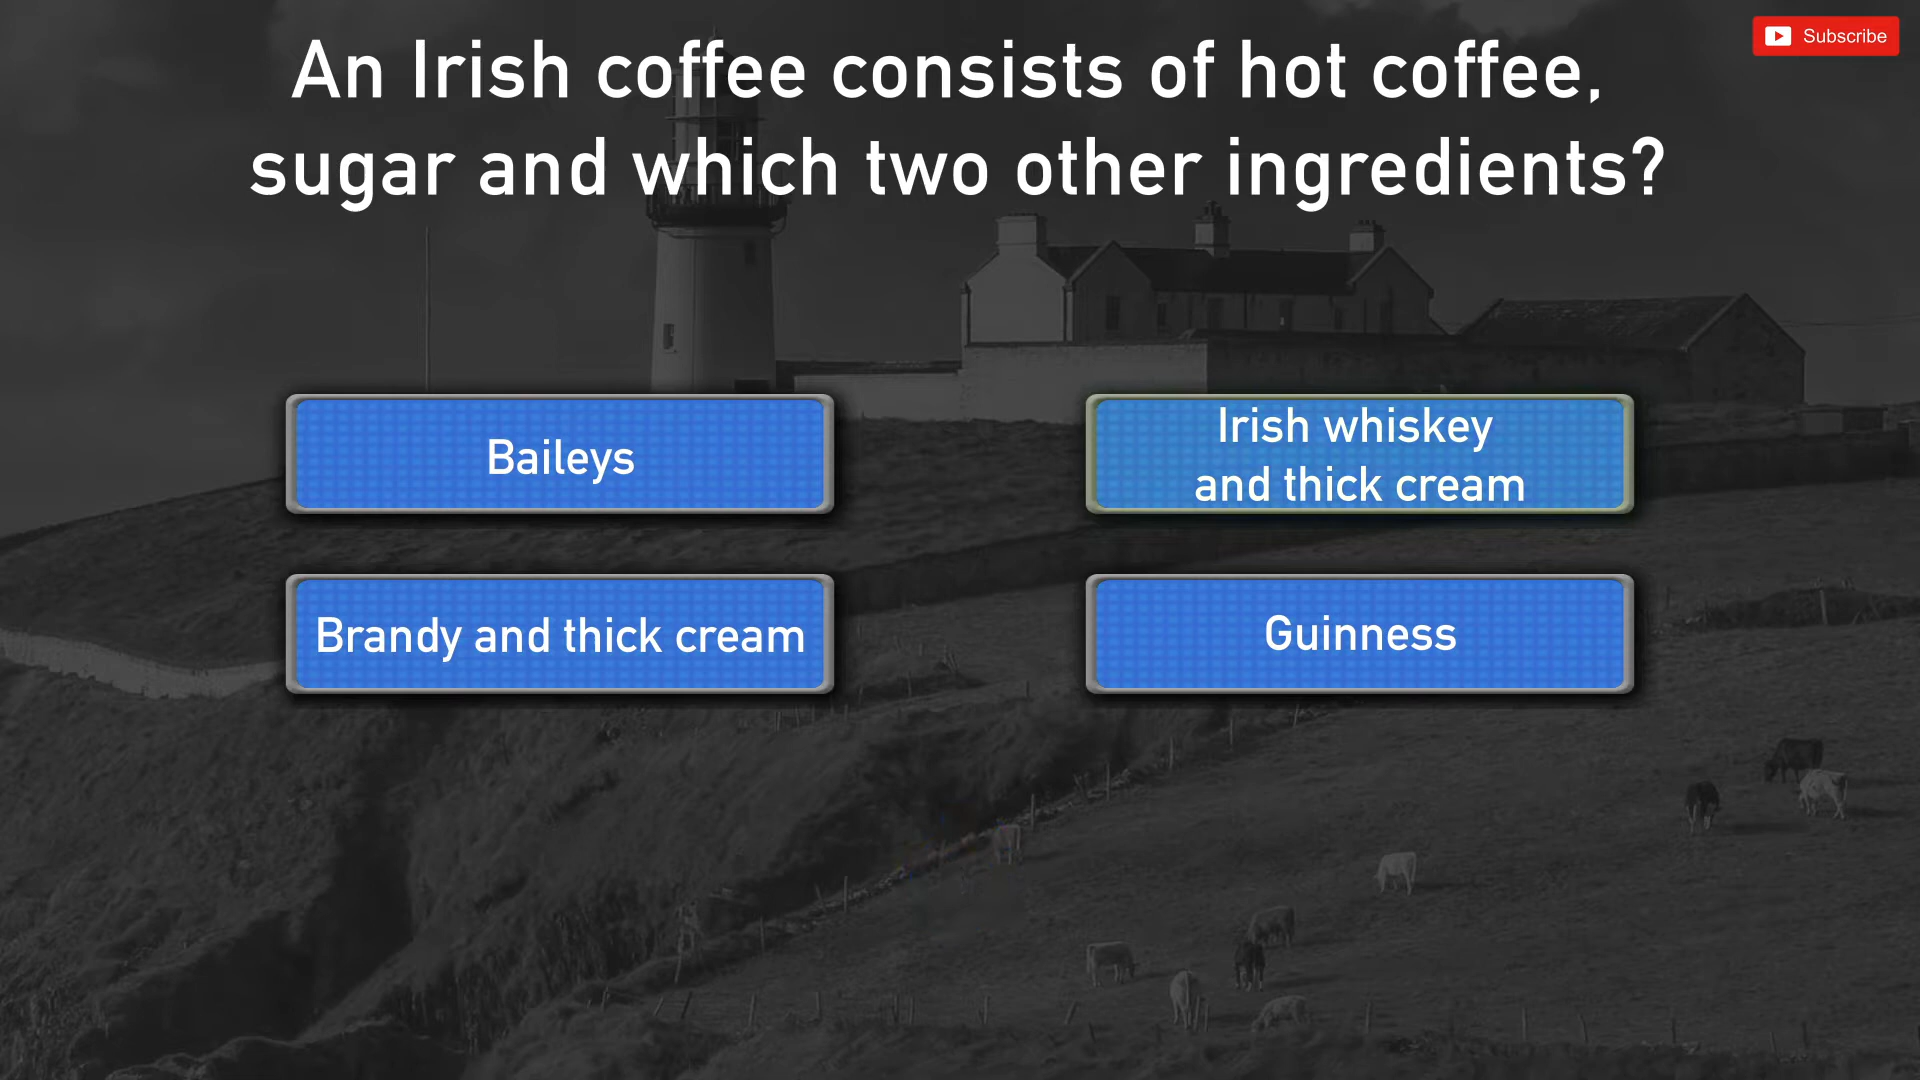 Subscribe
An Irish coffee consists of hot coffee,
sugar and which two other ingredients?
Baileys
Irish whiskey
and thick cream
Brandy and thick cream
Guinness